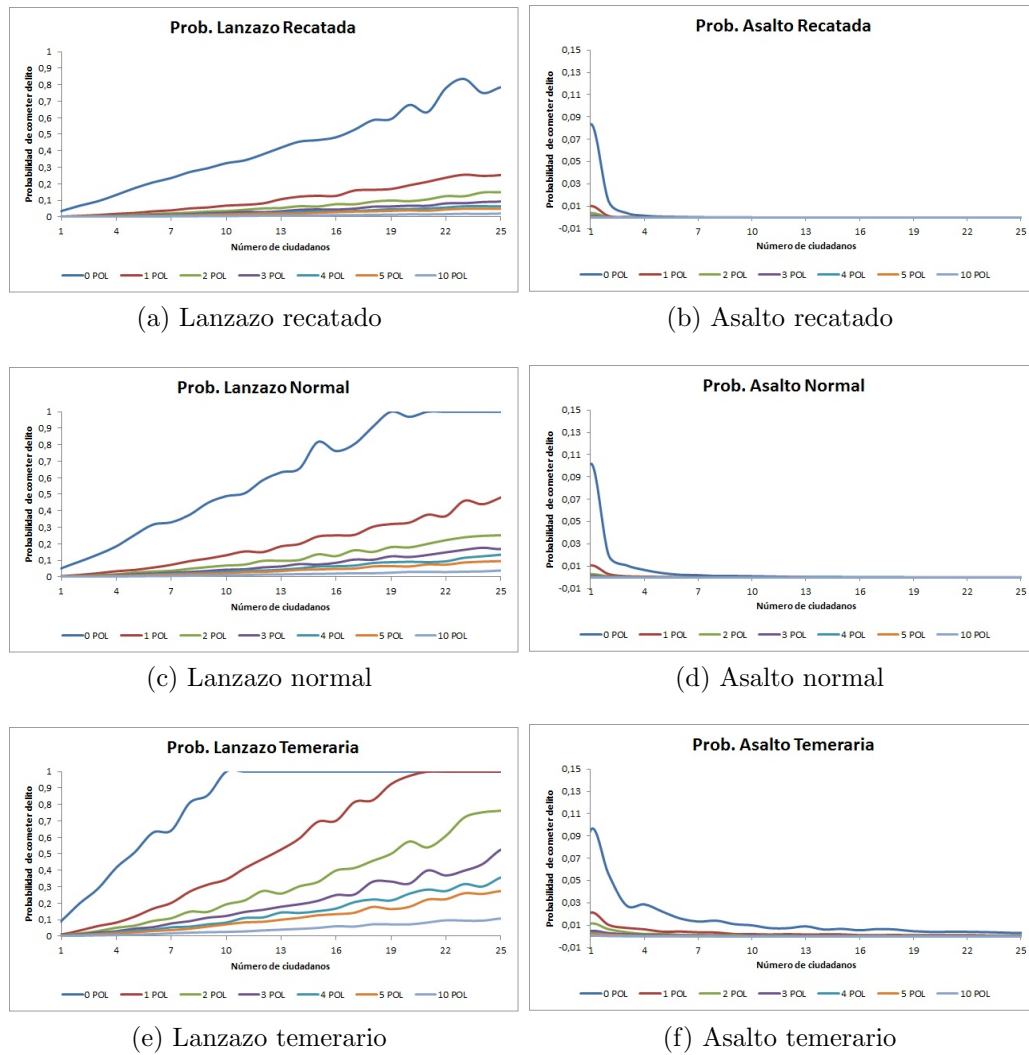 Prob. Lanzazo Recatada
Probabilidad de cometer delito
1
0,9
0,8
0,7
0,6
0,5
0,4
0,3
0,2
0,1
0
1 4 7 10 13 16 19 22 25
Número de ciudadanos
0 POL 1 POL 2 POL 3 POL 4 POL 5 POL 10 POL
(a) Lanzazo recatado
Prob. Asalto Recatada
Probabilidad de cometer delito
0,15
0,13
0,11
0,09
0,07
0,05
0,03
0,01
-0,01
1 4 7 10 13 16 19 22 25
Número de ciudadanos
0 POL 1 POL 2 POL 3 POL 4 POL 5 POL 10 POL
(b) Asalto recatado
Prob. Lanzazo Normal
Probabilidad de cometer delito
1
0,9
0,8
0,7
0,6
0,5
0,4
0,3
0,2
0,1
0
1 4 7 10 13 16 19 22 25
Número de ciudadanos
0 POL 1 POL 2 POL 3 POL 4 POL 5 POL 10 POL
(c) Lanzazo normal
Prob. Asalto Normal
Probabilidad de cometer delito
0,15
0,13
0,11
0,09
0,07
0,05
0,03
0,01
-0,01
1 4 7 10 13 16 19 22 25
Número de ciudadanos
0 POL 1 POL 2 POL 3 POL 4 POL 5 POL 10 POL
(d) Asalto normal
Prob. Lanzazo Temeraria
Probabilidad de cometer delito
1
0,9
0,8
0,7
0,6
0,5
0,4
0,3
0,2
0,1
0
1 4 7 10 13 16 19 22 25
Número de ciudadanos
0 POL 1 POL 2 POL 3 POL 4 POL 5 POL 10 POL
(e) Lanzazo temerario
Prob. Asalto Temeraria
Probabilidad de cometer delito
0,15
0,13
0,11
0,09
0,07
0,05
0,03
0,01
-0,01
1 4 7 10 13 16 19 22 25
Número de ciudadanos
0 POL 1 POL 2 POL 3 POL 4 POL 5 POL 10 POL
(f) Asalto temerario